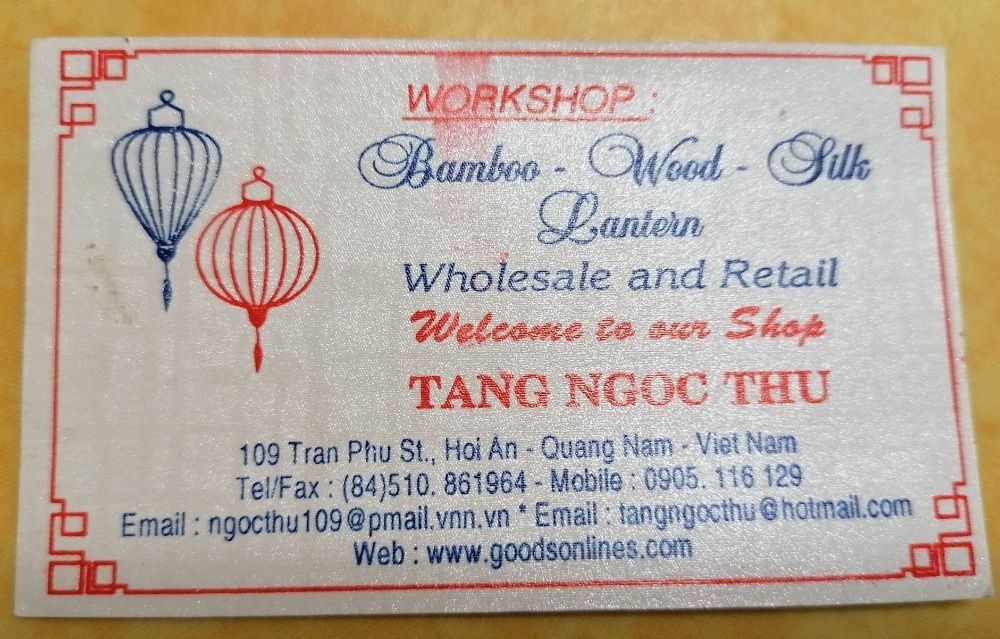 WORKSHOP :
Bamboo - Wood - Silk
Lantern
Wholesale and Retail
Welcome to our Shop
TANG NGOC THU
109 Tran Phu St., Hoi An - Quang Nam - Viet Nam
Tel/Fax : (84)510. 861964 - Mobile : 0905. 116 129
Email : ngocthu109@pmail.vnn.vn * Email : tangngocthu@hotmail.com
Web : www.goodsonlines.com